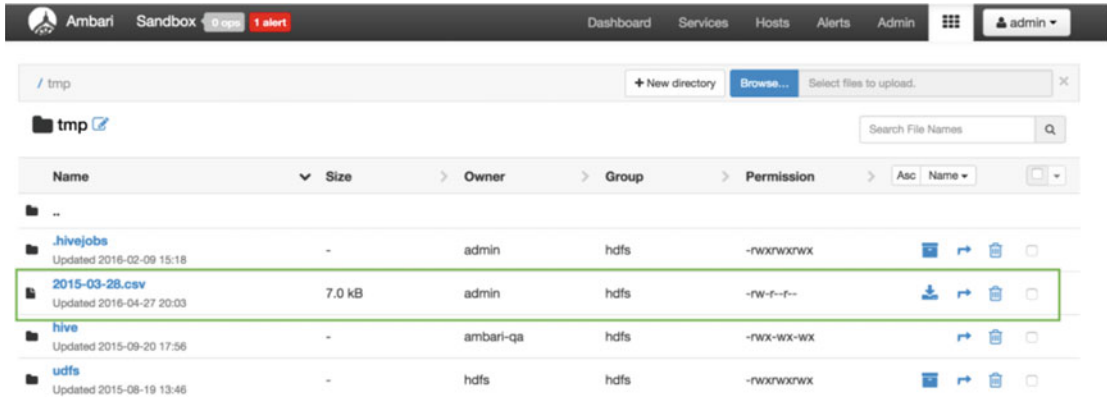 Ambari Sandbox 0 ops 1 alert Dashboard Services Hosts Alerts Admin admin
/ tmp + New directory Browse... Select files to upload. ×
tmp Search File Names
Name Size Owner Group Permission Asc Name
..
.hivejobs - admin hdfs -rwxrwxrwx
Updated 2016-02-09 15:18
2015-03-28.csv 7.0 kB admin hdfs -rw-r--r--
Updated 2016-04-27 20:03
hive - ambari-qa hdfs -rwx-wx-wx
Updated 2015-09-20 17:56
udfs - hdfs hdfs -rwxrwxrwx
Updated 2015-08-19 13:46